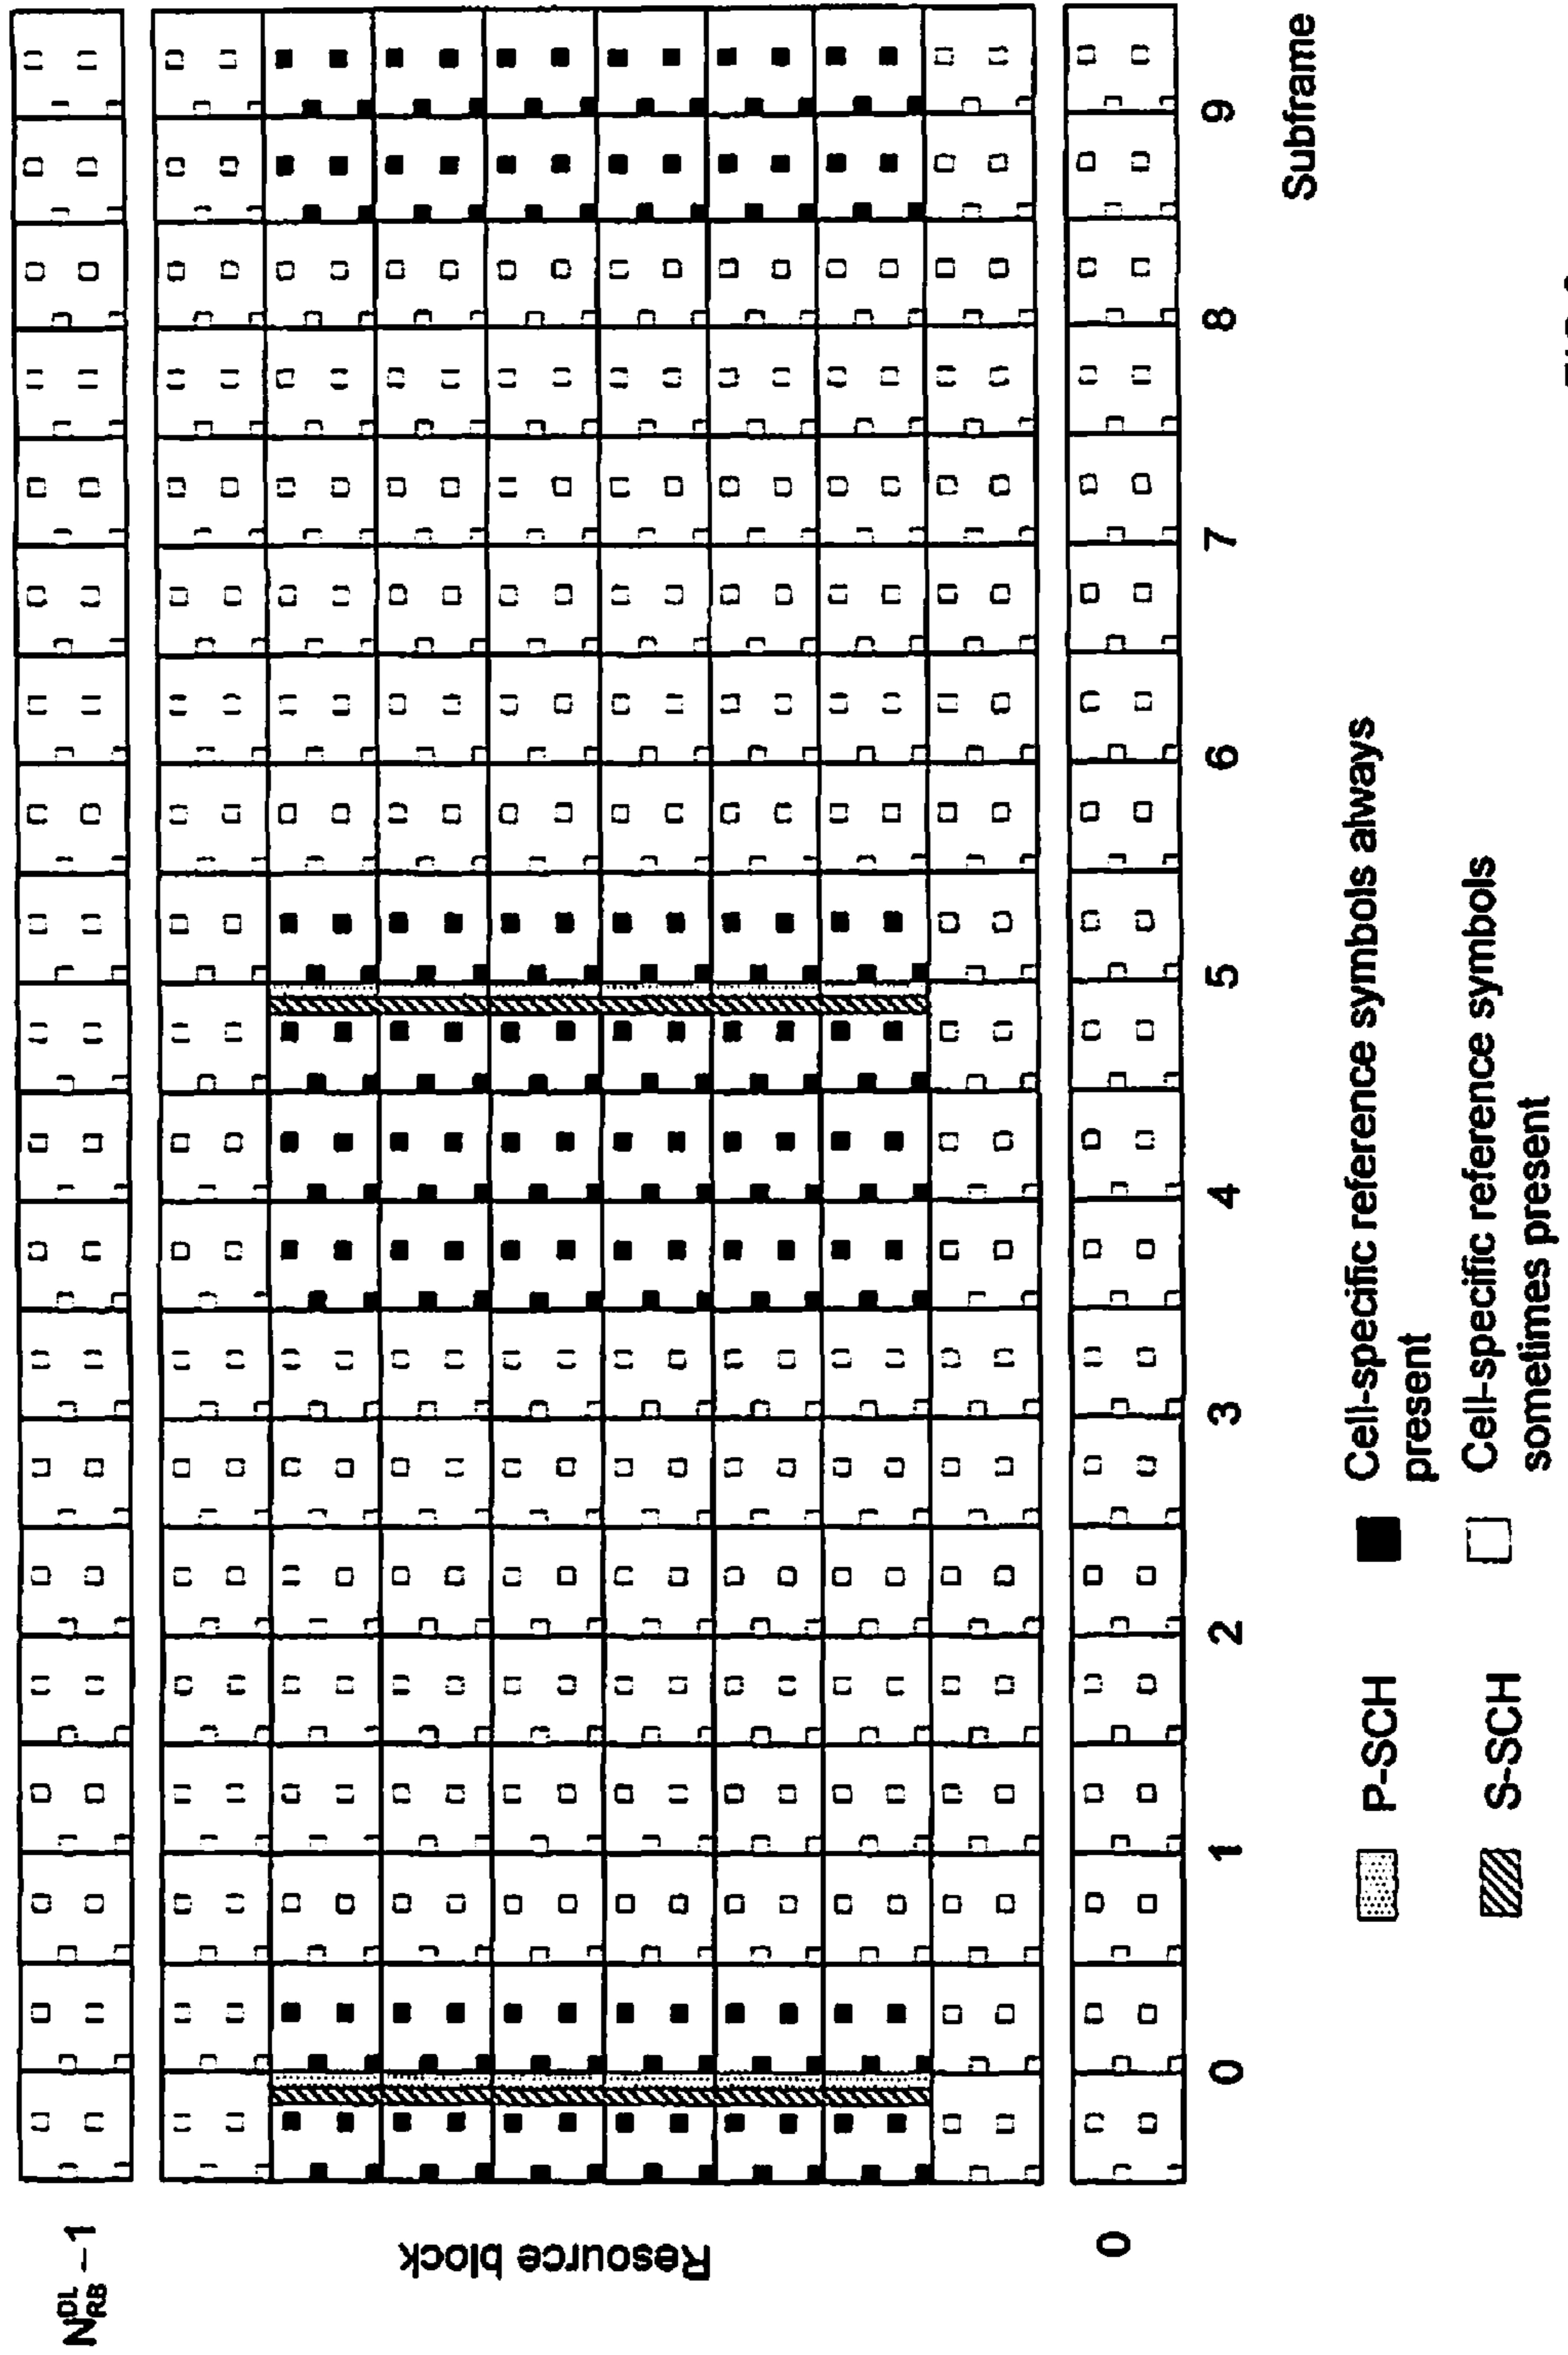 N^DL_RB – 1
Resource block
0
0 1 2 3 4 5 6 7 8 9
Subframe
P-SCH
S-SCH
Cell-specific reference symbols always
present
Cell-specific reference symbols
sometimes present